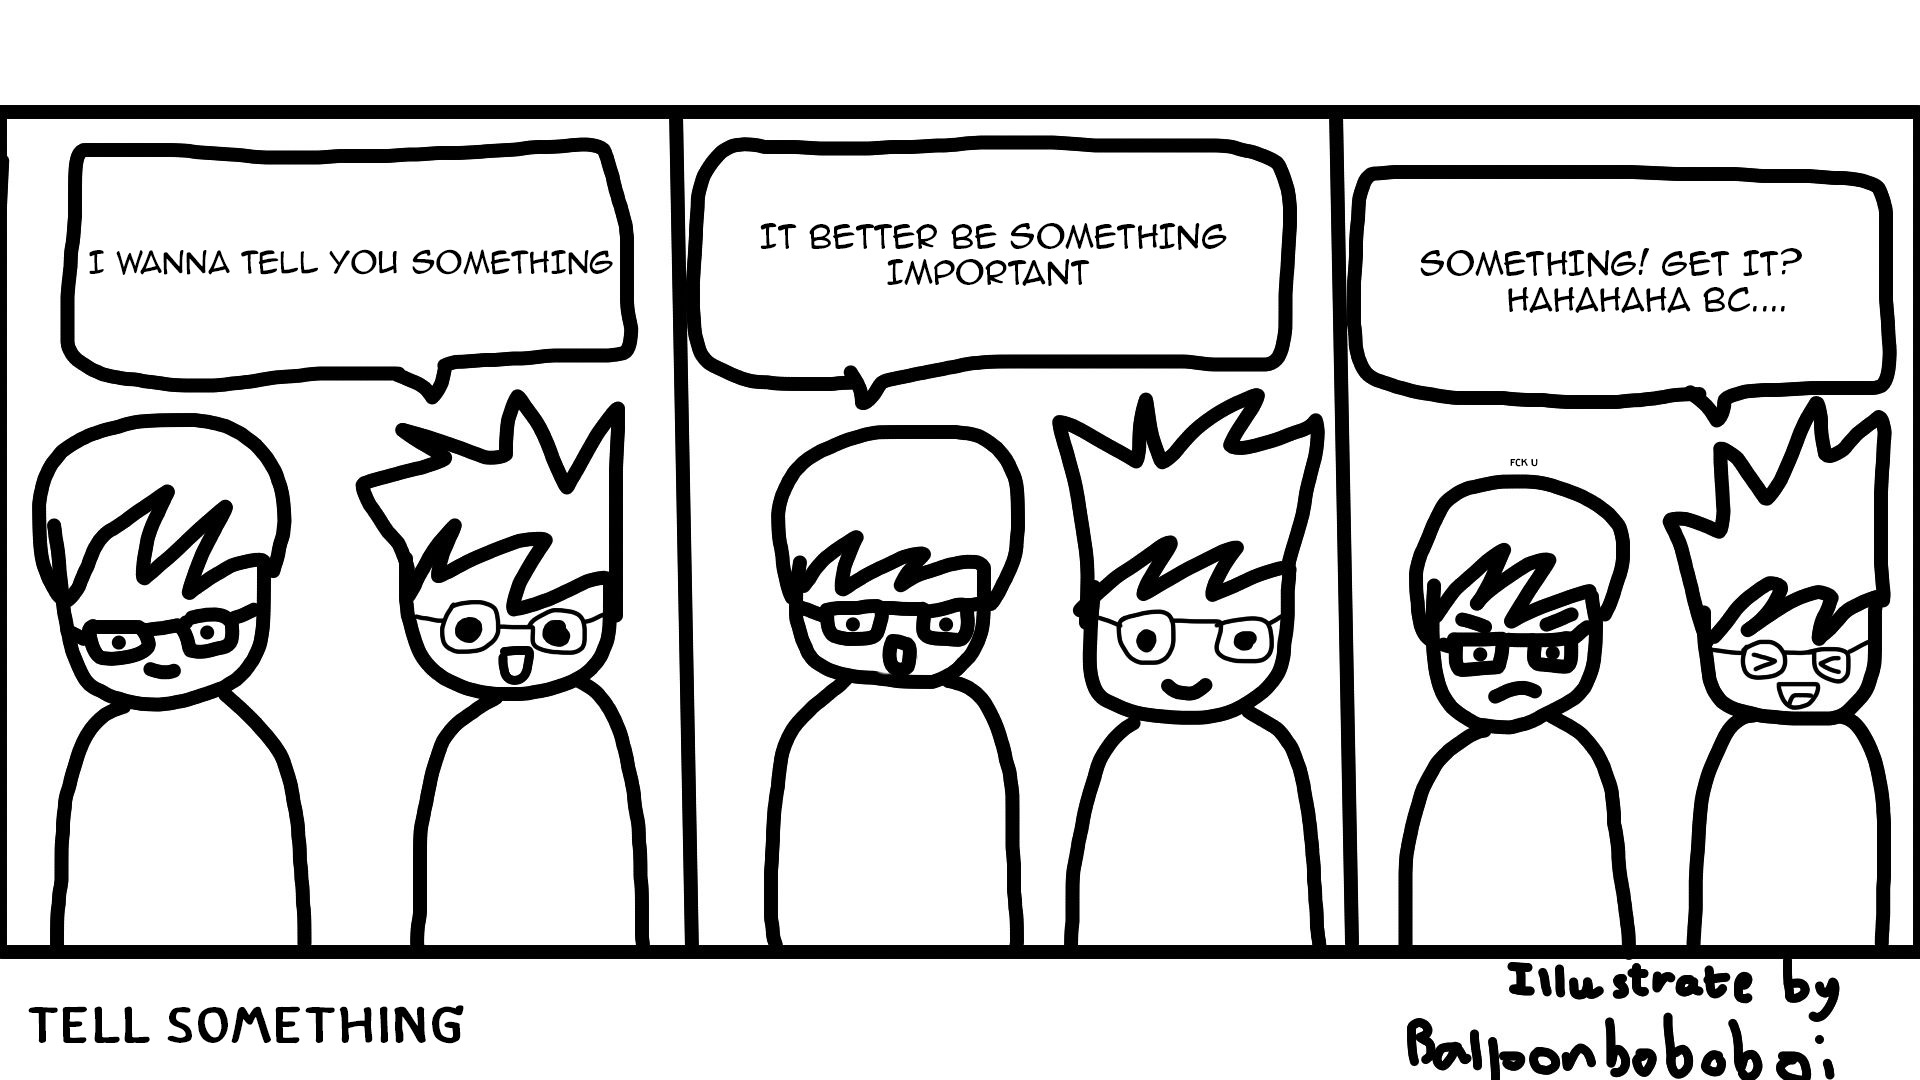 I WANNA TELL YOU SOMETHING
IT BETTER BE SOMETHING
IMPORTANT
SOMETHING! GET IT?
HAHAHAHA BC....
FCK U
TELL SOMETHING
Illustrate by
Balloonboboboi